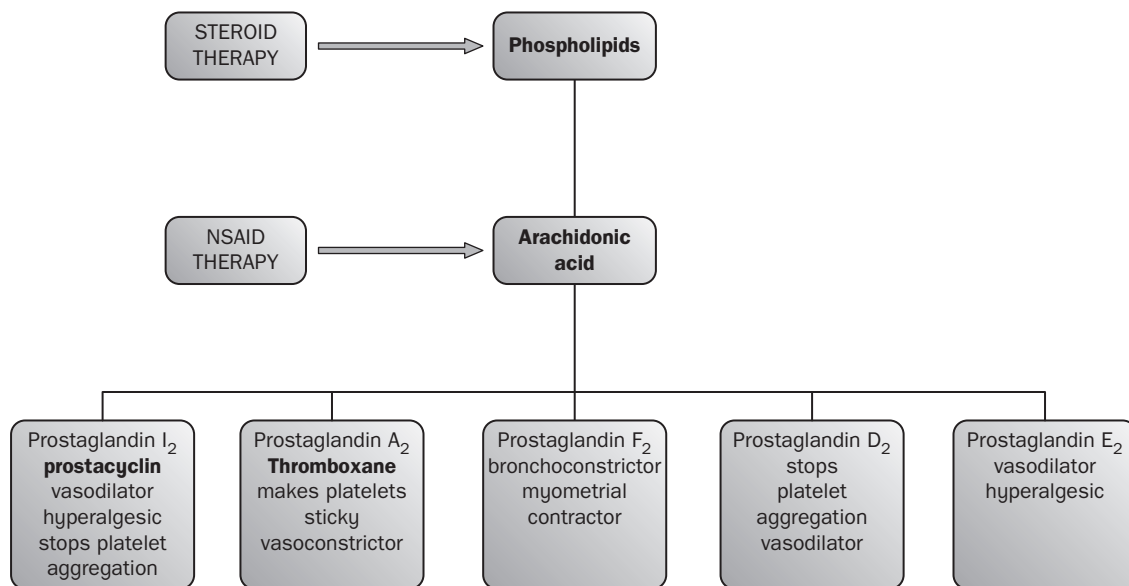 STEROID
THERAPY
Phospholipids
NSAID
THERAPY
Arachidonic
acid
Prostaglandin I₂
prostacyclin
vasodilator
hyperalgesic
stops platelet
aggregation
Prostaglandin A₂
Thromboxane
makes platelets
sticky
vasoconstrictor
Prostaglandin F₂
bronchoconstrictor
myometrial
contractor
Prostaglandin D₂
stops
platelet
aggregation
vasodilator
Prostaglandin E₂
vasodilator
hyperalgesic